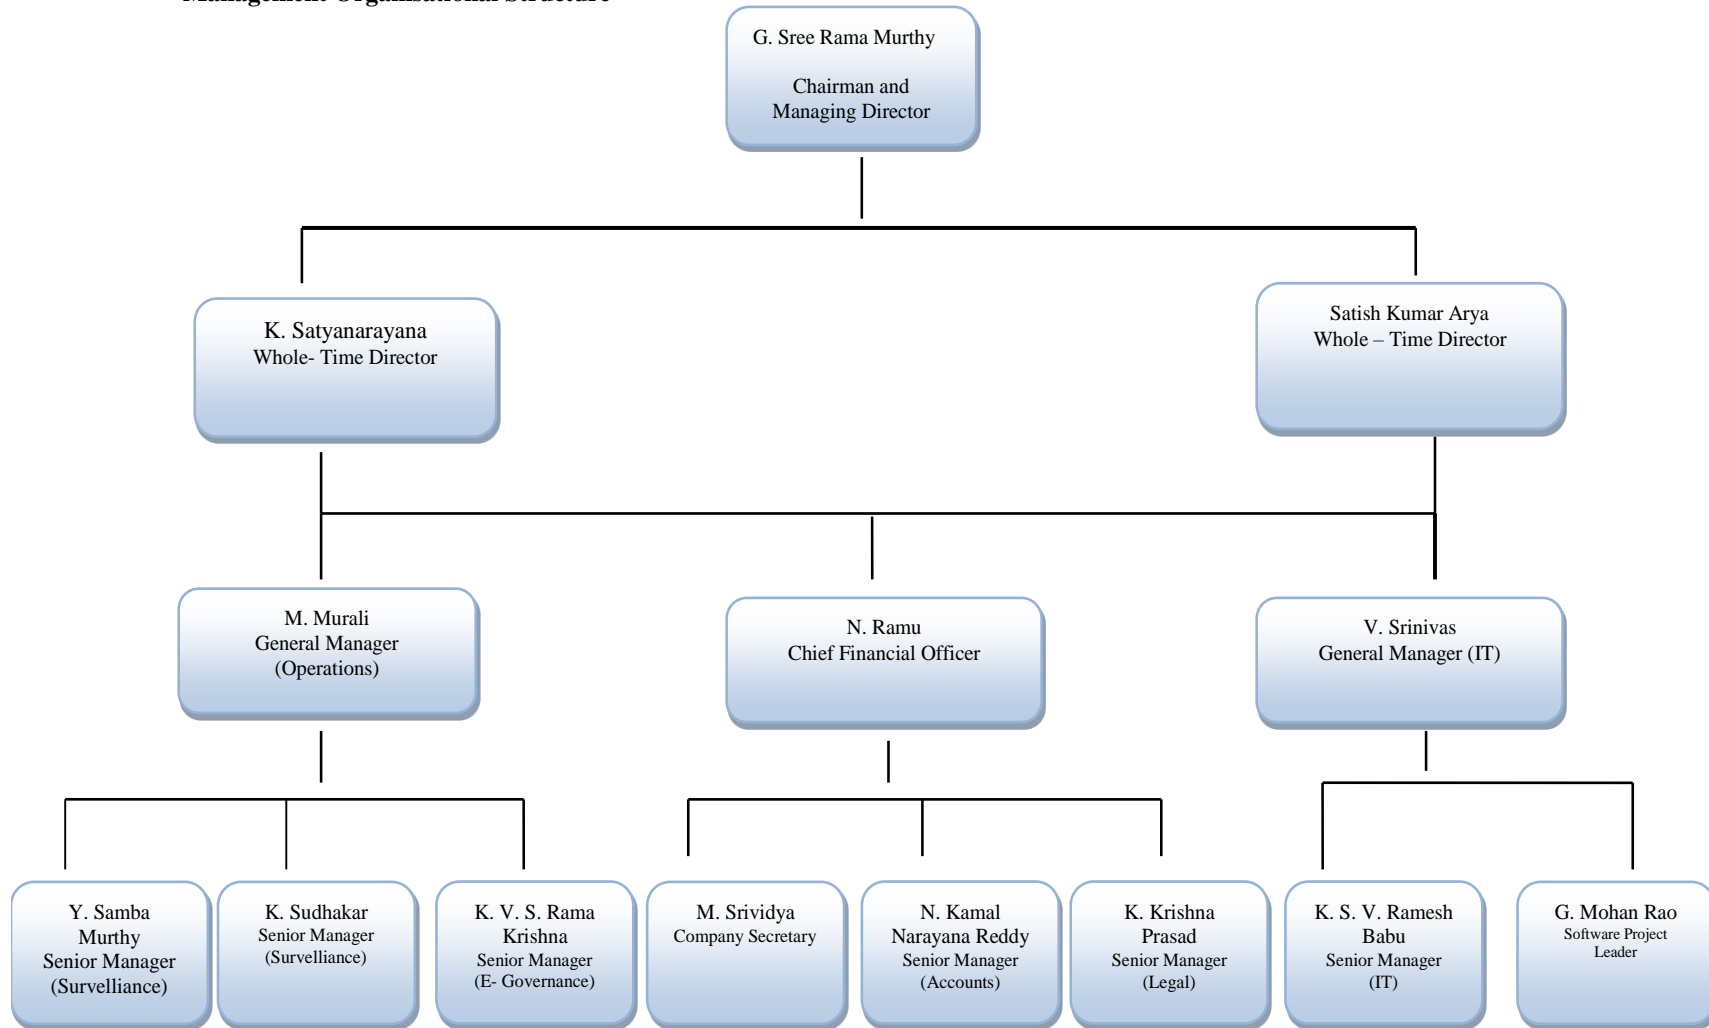 Management Organisational Structure
G. Sree Rama Murthy
Chairman and
Managing Director
K. Satyanarayana
Whole- Time Director
Satish Kumar Arya
Whole – Time Director
M. Murali
General Manager
(Operations)
N. Ramu
Chief Financial Officer
V. Srinivas
General Manager (IT)
Y. Samba
Murthy
Senior Manager
(Survelliance)
K. Sudhakar
Senior Manager
(Survelliance)
K. V. S. Rama
Krishna
Senior Manager
(E- Governance)
M. Srividya
Company Secretary
N. Kamal
Narayana Reddy
Senior Manager
(Accounts)
K. Krishna
Prasad
Senior Manager
(Legal)
K. S. V. Ramesh
Babu
Senior Manager
(IT)
G. Mohan Rao
Software Project
Leader